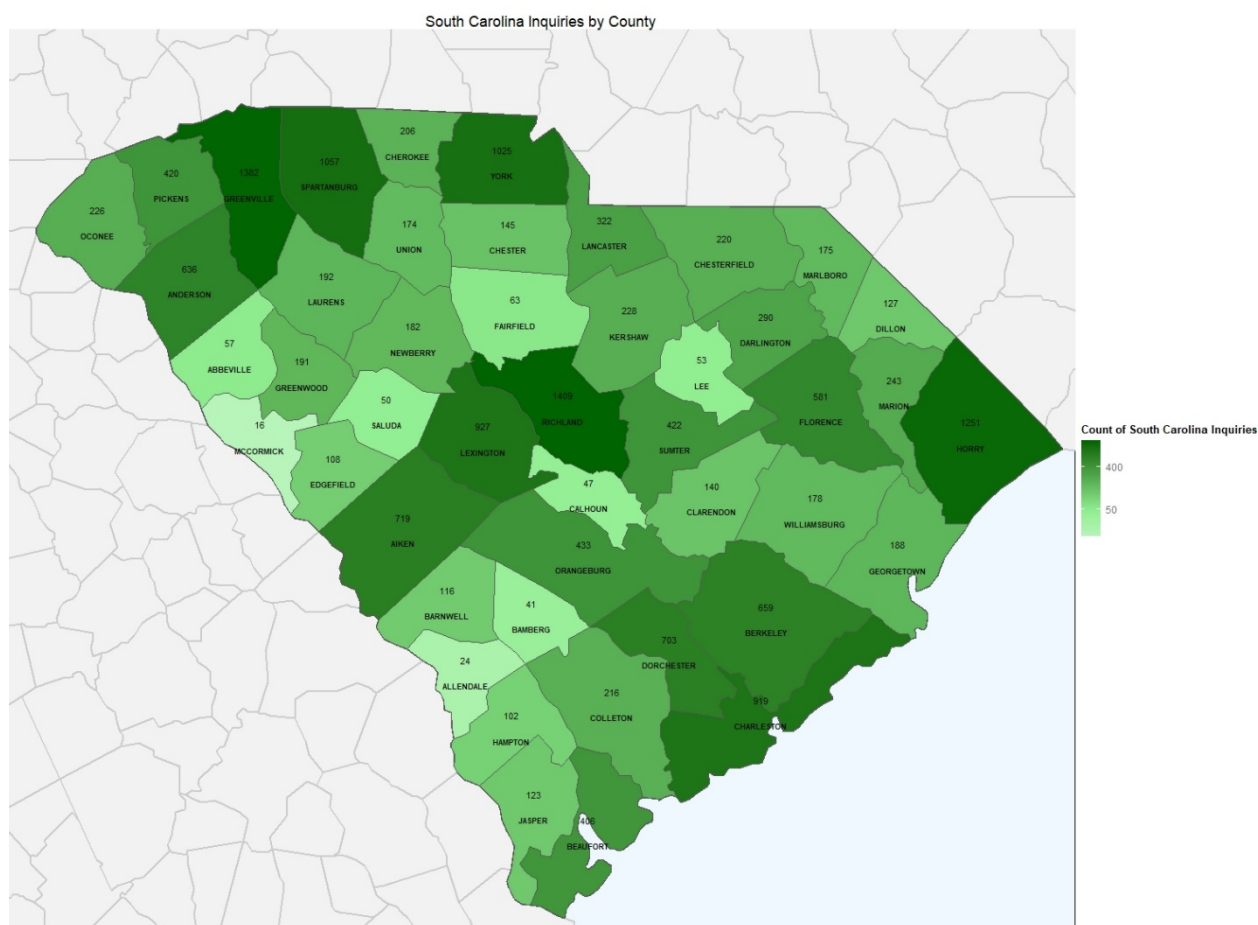 South Carolina Inquiries by County
206
CHEROKEE
1025
YORK
1057
SPARTANBURG
1382
GREENVILLE
420
PICKENS
226
OCONEE
174
UNION
145
CHESTER
322
LANCASTER
220
CHESTERFIELD
175
MARLBORO
636
ANDERSON
192
LAURENS
63
FAIRFIELD
228
KERSHAW
290
DARLINGTON
127
DILLON
182
NEWBERRY
57
ABBEVILLE
191
GREENWOOD
53
LEE
243
MARION
50
SALUDA
1409
RICHLAND
581
FLORENCE
1251
HORRY
16
MCCORMICK
927
LEXINGTON
422
SUMTER
108
EDGEFIELD
47
CALHOUN
140
CLARENDON
178
WILLIAMSBURG
719
AIKEN
433
ORANGEBURG
188
GEORGETOWN
116
BARNWELL
41
BAMBERG
659
BERKELEY
703
DORCHESTER
24
ALLENDALE
216
COLLETON
919
CHARLESTON
102
HAMPTON
123
JASPER
406
BEAUFORT
Count of South Carolina Inquiries
400
50